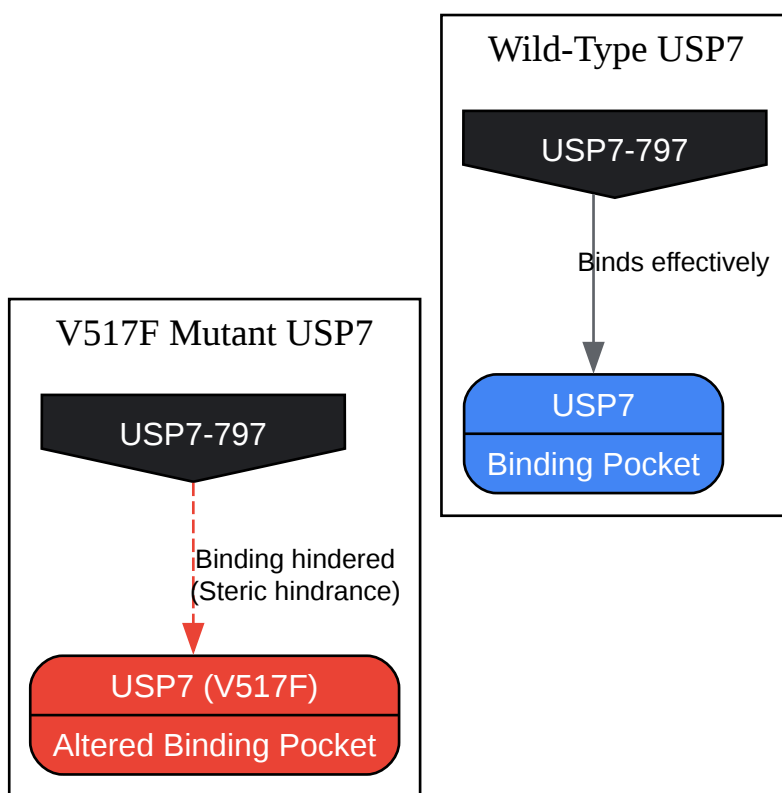 Wild-Type USP7
USP7-797
Binds effectively
USP7
Binding Pocket
V517F Mutant USP7
USP7-797
Binding hindered
(Steric hindrance)
USP7 (V517F)
Altered Binding Pocket